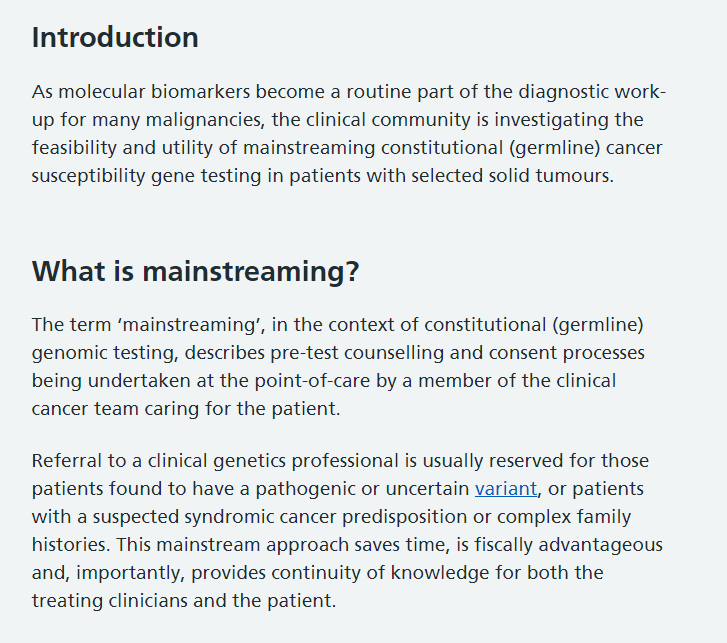 Introduction
As molecular biomarkers become a routine part of the diagnostic work-
up for many malignancies, the clinical community is investigating the
feasibility and utility of mainstreaming constitutional (germline) cancer
susceptibility gene testing in patients with selected solid tumours.
What is mainstreaming?
The term ‘mainstreaming’, in the context of constitutional (germline)
genomic testing, describes pre-test counselling and consent processes
being undertaken at the point-of-care by a member of the clinical
cancer team caring for the patient.
Referral to a clinical genetics professional is usually reserved for those
patients found to have a pathogenic or uncertain variant, or patients
with a suspected syndromic cancer predisposition or complex family
histories. This mainstream approach saves time, is fiscally advantageous
and, importantly, provides continuity of knowledge for both the
treating clinicians and the patient.